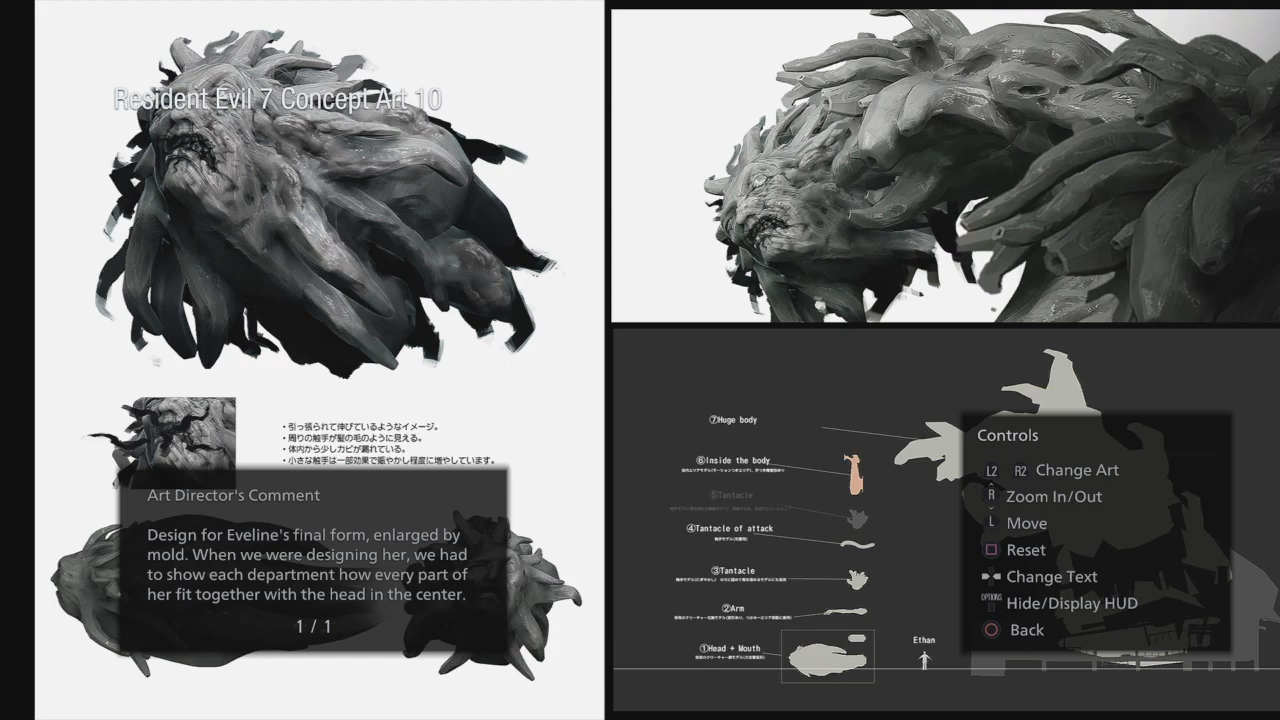 Resident Evil 7 Concept Art 10
・引っ張られて伸びているようなイメージ。
・周りの触手が髪の毛のように見える。
・体内から少しカビが漏れている。
・小さな触手は一部効果で賑やかし程度に増やしています。
Art Director's Comment
Design for Eveline's final form, enlarged by
mold. When we were designing her, we had
to show each department how every part of
her fit together with the head in the center.
1 / 1
⑦Huge body
⑥Inside the body
⑤Tantacle
④Tantacle of attack
③Tantacle
②Arm
①Head + Mouth
Ethan
Controls
L2 R2 Change Art
R Zoom In/Out
L Move
Reset
Change Text
OPTIONS Hide/Display HUD
Back